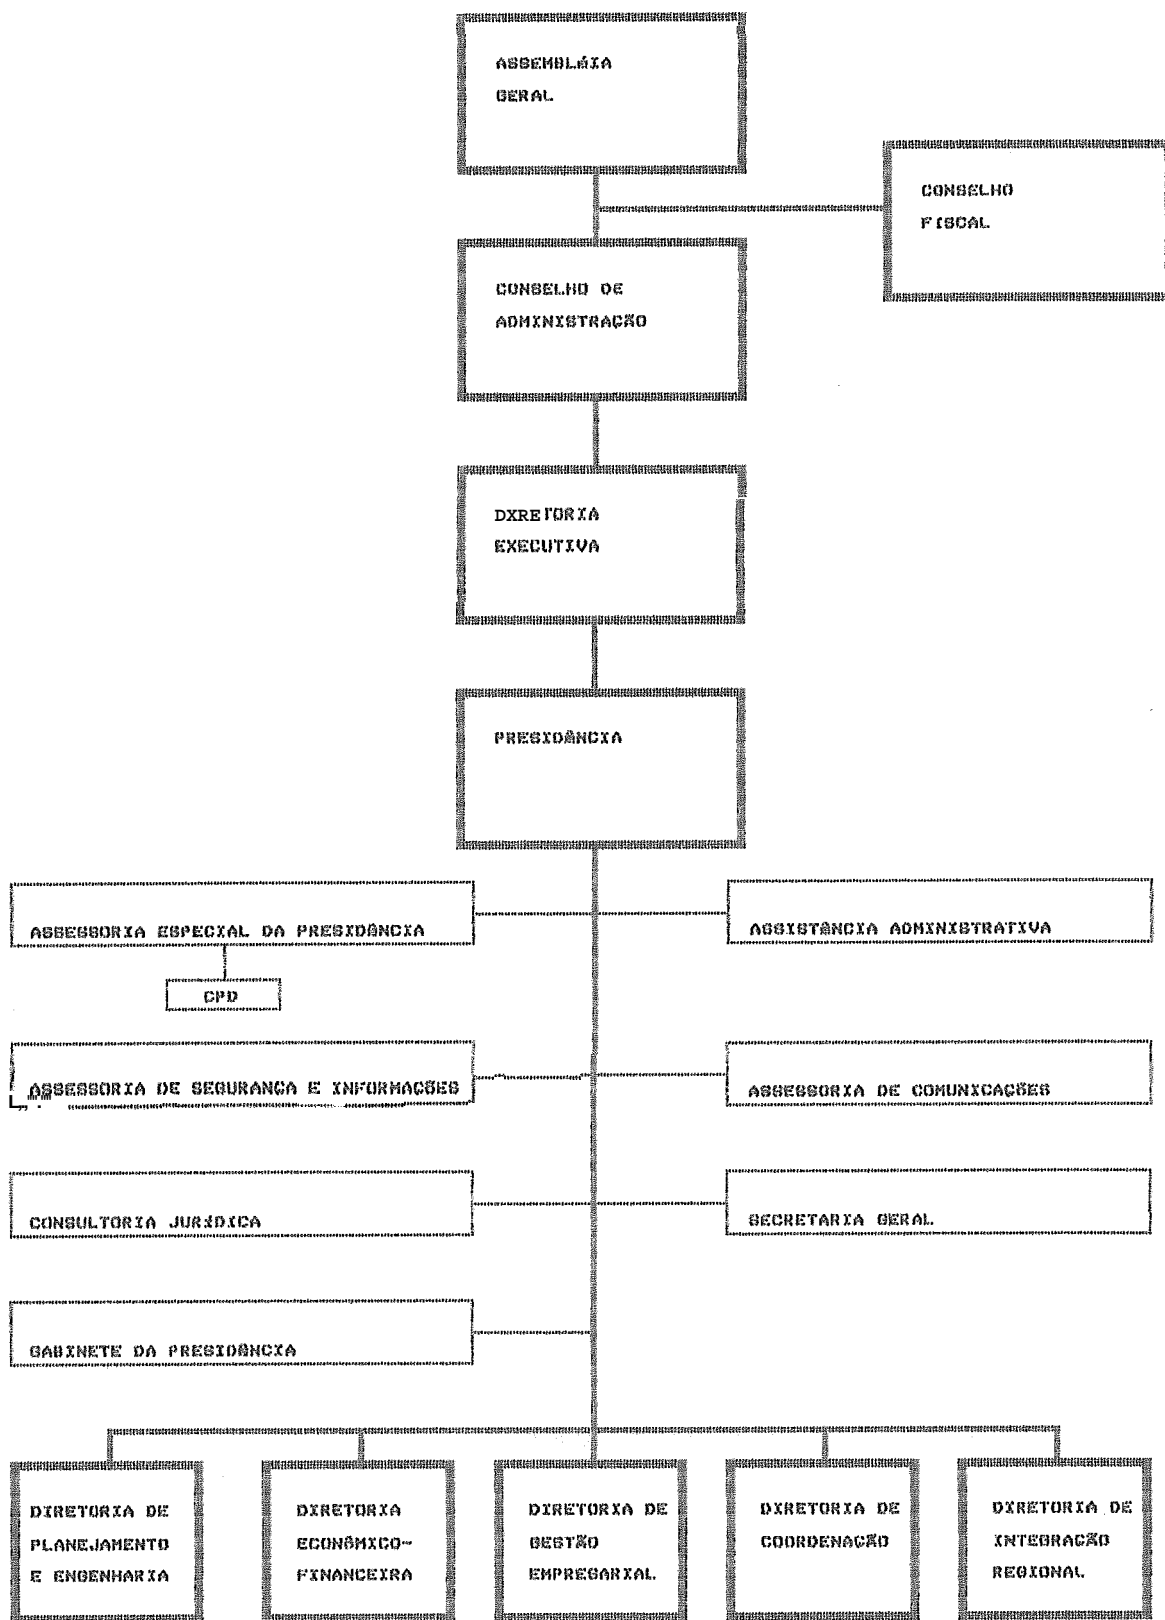 ASSEMBLÉIA
GERAL
CONSELHO
FISCAL
CONSELHO DE
ADMINISTRAÇÃO
DXRETORIA
EXECUTIVA
PRESIDÊNCIA
ASSESSORIA ESPECIAL DA PRESIDÊNCIA
ASSISTÊNCIA ADMINISTRATIVA
CPD
ASSESSORIA DE SEGURANÇA E INFORMAÇÕES
ASSESSORIA DE COMUNICAÇÕES
CONSULTORIA JURÍDICA
SECRETARIA GERAL
GABINETE DA PRESIDÊNCIA
DIRETORIA DE
PLANEJAMENTO
E ENGENHARIA
DIRETORIA
ECONÔMICO-
FINANCEIRA
DIRETORIA DE
GESTÃO
EMPRESARIAL
DIRETORIA DE
COORDENAÇÃO
DIRETORIA DE
INTEGRAÇÃO
REGIONAL